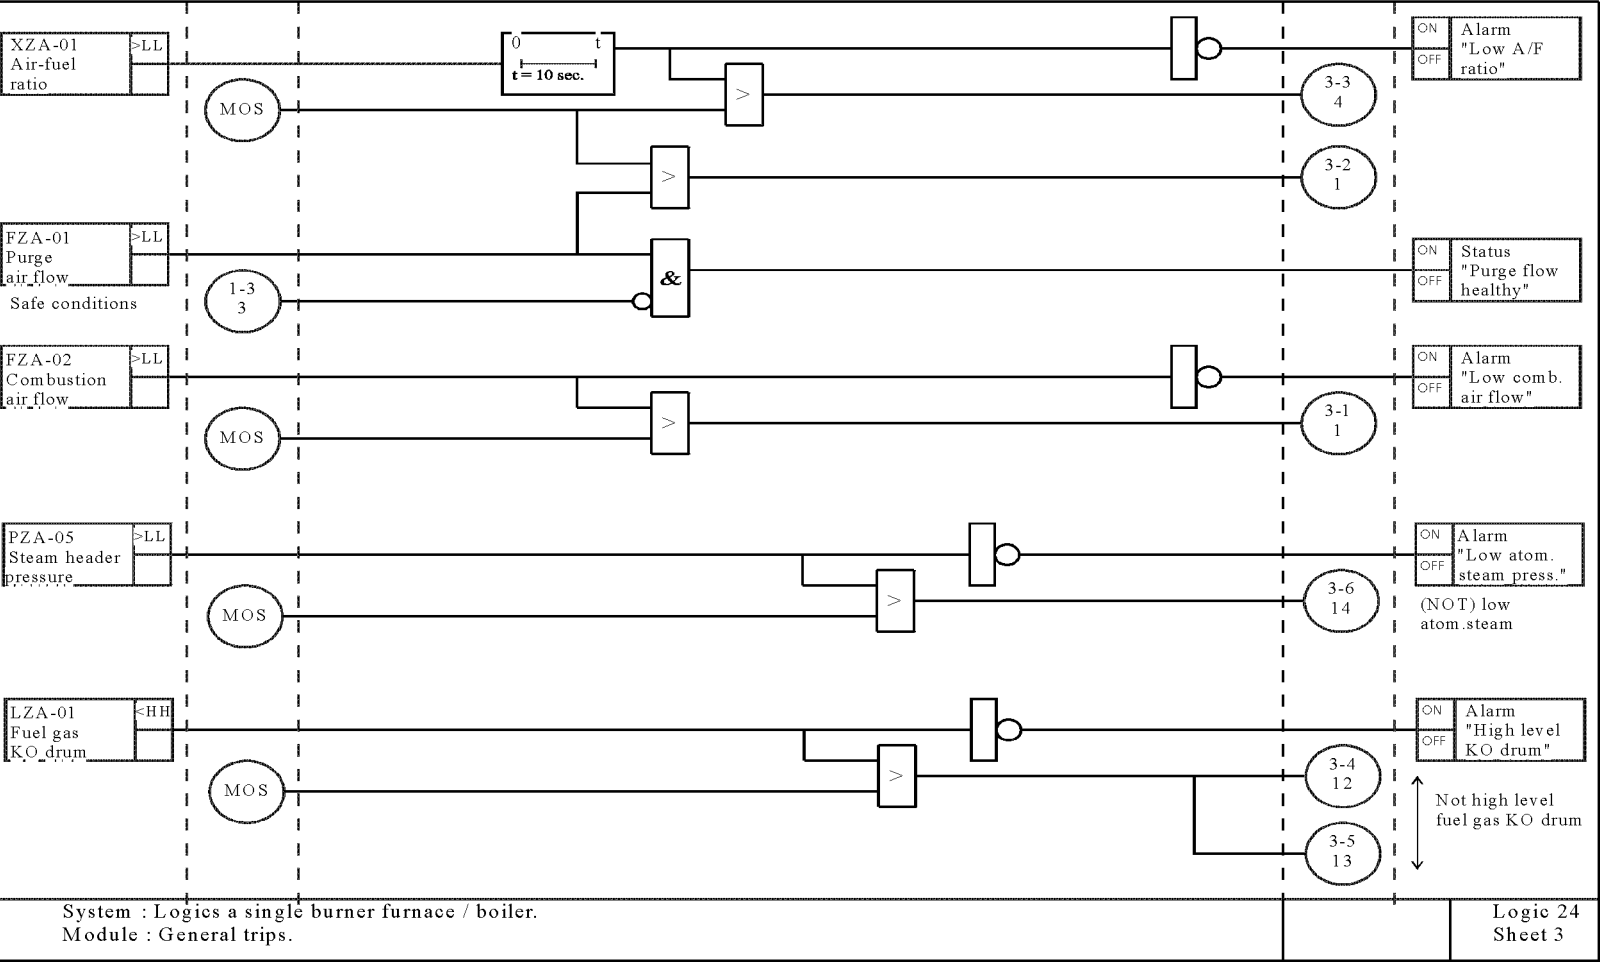 XZA-01
Air-fuel
ratio
>LL
MOS
0 t
t = 10 sec.
>
ON
OFF
Alarm
"Low A/F
ratio"
3-3
4
>
3-2
1
FZA-01
Purge
air flow
>LL
Safe conditions
1-3
3
&
ON
OFF
Status
"Purge flow
healthy"
FZA-02
Combustion
air flow
>LL
MOS
>
ON
OFF
Alarm
"Low comb.
air flow"
3-1
1
PZA-05
Steam header
pressure
>LL
MOS
>
ON
OFF
Alarm
"Low atom.
steam press."
3-6
14
(NOT) low
atom.steam
LZA-01
Fuel gas
KO drum
<HH
MOS
>
ON
OFF
Alarm
"High level
KO drum"
3-4
12
3-5
13
Not high level
fuel gas KO drum
System : Logics a single burner furnace / boiler.
Module : General trips.
Logic 24
Sheet 3